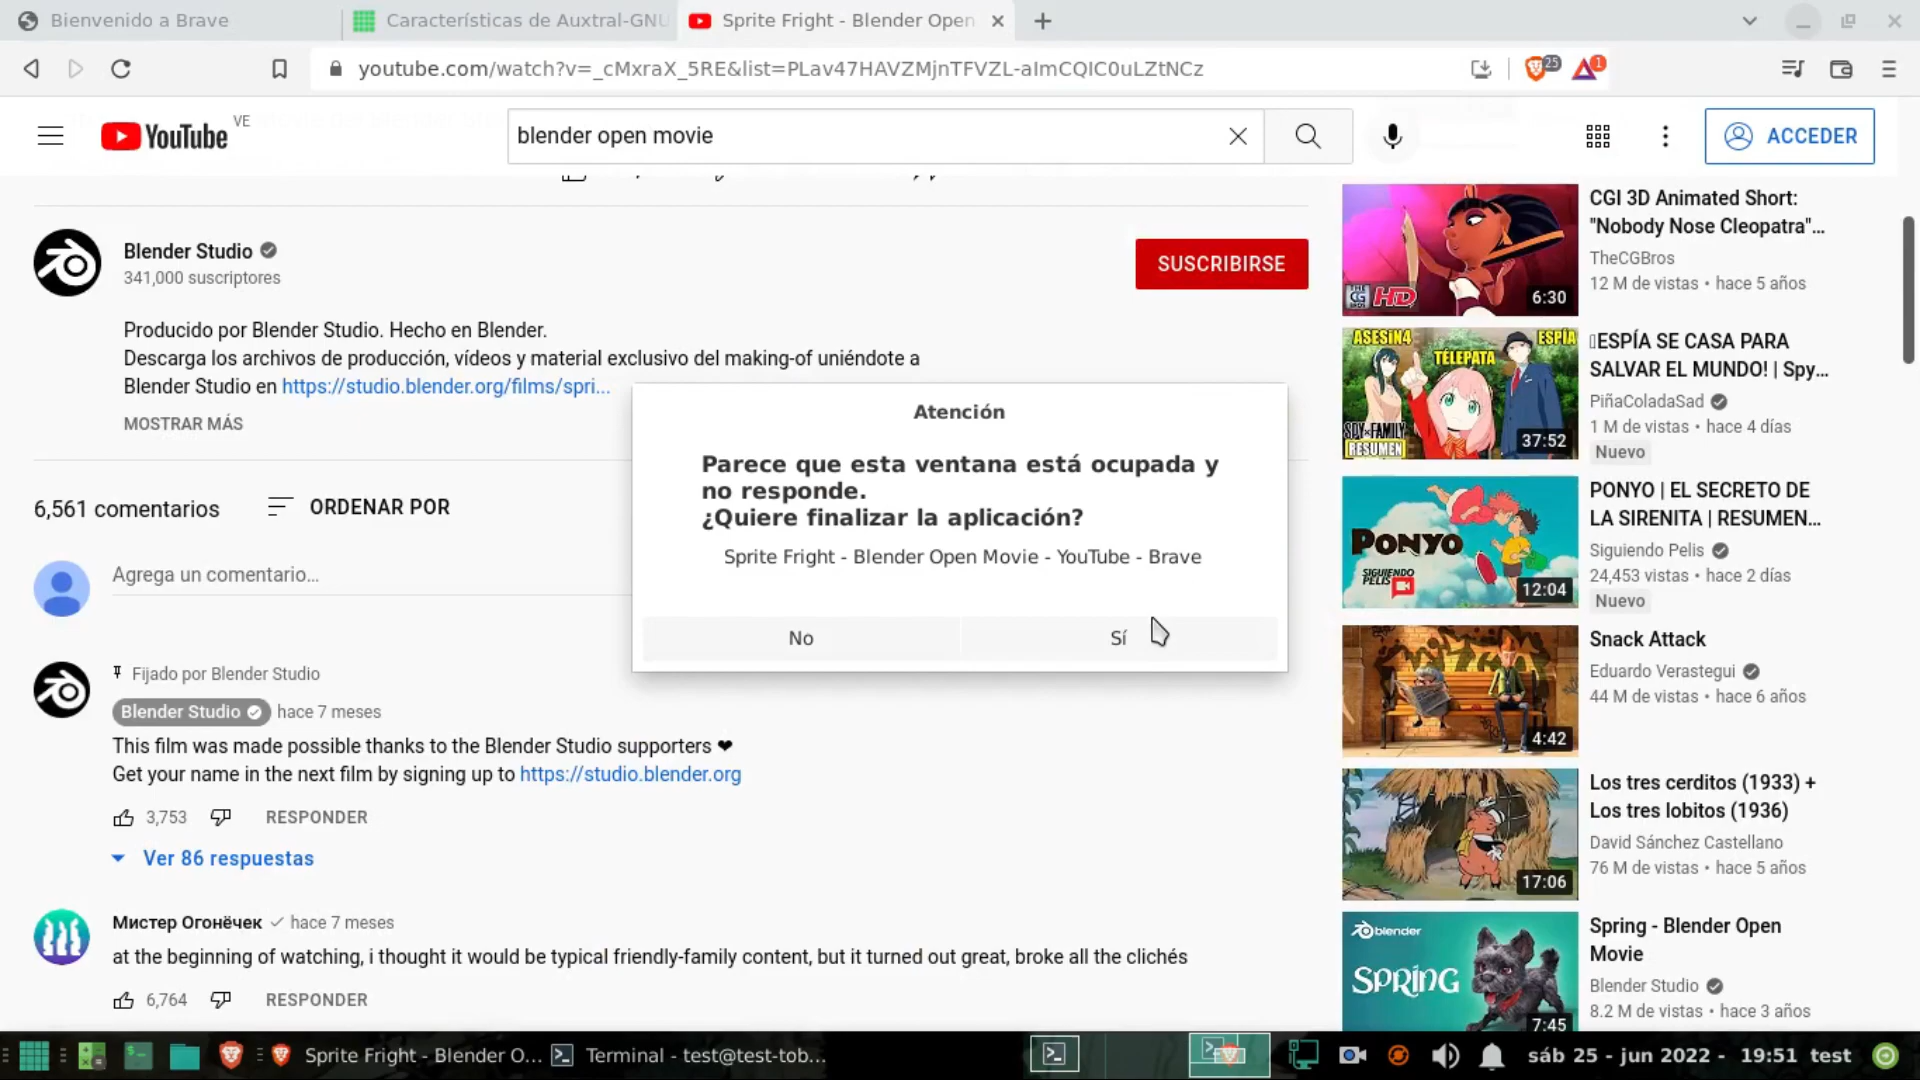 Bienvenido a Brave
Características de Auxtral-GNU
Sprite Fright - Blender Open
youtube.com/watch?v=_cMxraX_5RE&list=PLav47HAVZMjnTFVZL-aImCQIC0uLZtNCz
25
1
YouTube
VE
blender open movie
ACCEDER
Blender Studio
341,000 suscriptores
SUSCRIBIRSE
Producido por Blender Studio. Hecho en Blender.
Descarga los archivos de producción, vídeos y material exclusivo del making-of uniéndote a
Blender Studio en https://studio.blender.org/films/spri...
MOSTRAR MÁS
6,561 comentarios
ORDENAR POR
Agrega un comentario...
Fijado por Blender Studio
Blender Studio hace 7 meses
This film was made possible thanks to the Blender Studio supporters ❤
Get your name in the next film by signing up to https://studio.blender.org
3,753 RESPONDER
Ver 86 respuestas
Мистер Огонёчек hace 7 meses
at the beginning of watching, i thought it would be typical friendly-family content, but it turned out great, broke all the clichés
6,764 RESPONDER
Atención
Parece que esta ventana está ocupada y
no responde.
¿Quiere finalizar la aplicación?
Sprite Fright - Blender Open Movie - YouTube - Brave
No
Sí
THE CG BROS HD
6:30
CGI 3D Animated Short:
"Nobody Nose Cleopatra"...
TheCGBros
12 M de vistas • hace 5 años
ASESIN4
TÉLEPATA
ESPÍA
SPY×FAMILY
RESUMEN
37:52
ESPÍA SE CASA PARA
SALVAR EL MUNDO! | Spy...
PiñaColadaSad
1 M de vistas • hace 4 días
Nuevo
PONYO
SIGUIENDO
PELIS
12:04
PONYO | EL SECRETO DE
LA SIRENITA | RESUMEN...
Siguiendo Pelis
24,453 vistas • hace 2 días
Nuevo
4:42
Snack Attack
Eduardo Verastegui
44 M de vistas • hace 6 años
17:06
Los tres cerditos (1933) +
Los tres lobitos (1936)
David Sánchez Castellano
76 M de vistas • hace 5 años
blender
SPRING
7:45
Spring - Blender Open
Movie
Blender Studio
8.2 M de vistas • hace 3 años
Sprite Fright - Blender O...
Terminal - test@test-tob...
sáb 25 - jun 2022 - 19:51 test